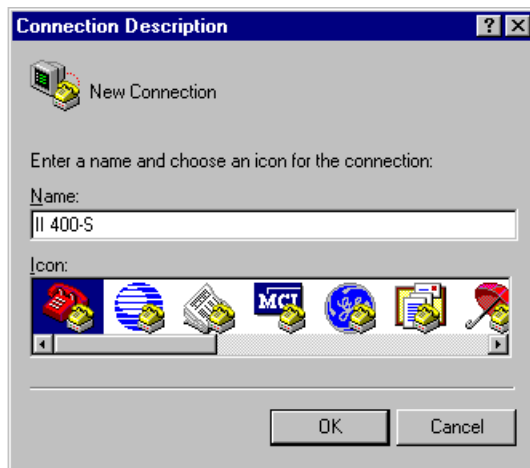 Connection Description
New Connection
Enter a name and choose an icon for the connection:
Name:
II 400-S
Icon:
MCI
OK
Cancel